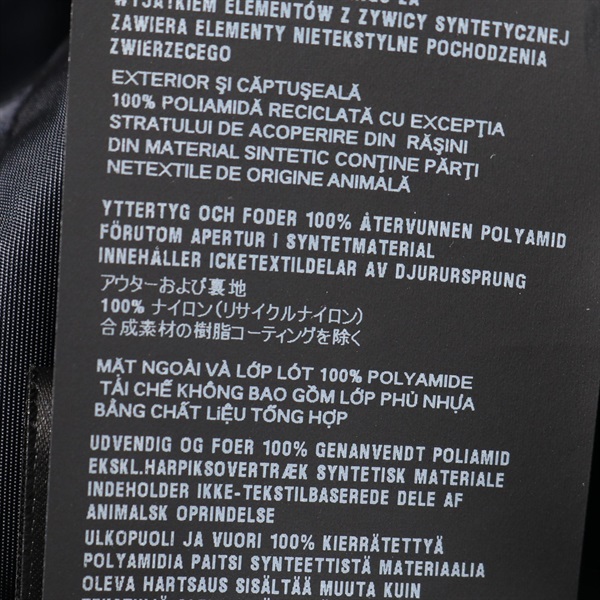 WYJĄTKIEM ELEMENTÓW Z ŻYWICY SYNTETYCZNEJ
ZAWIERA ELEMENTY NIETEKSTYLNE POCHODZENIA
ZWIERZECEGO
EXTERIOR ŞI CĂPTUŞEALĂ
100% POLIAMIDĂ RECICLATĂ CU EXCEPŢIA
STRATULUI DE ACOPERIRE DIN RĂŞINI
DIN MATERIAL SINTETIC CONŢINE PĂRŢI
NETEXTILE DE ORIGINE ANIMALĂ
YTTERTYG OCH FODER 100% ÅTERVUNNEN POLYAMID
FÖRUTOM APERTUR I SYNTETMATERIAL
INNEHÅLLER ICKETEXTILDELAR AV DJURURSPRUNG
アウターおよび裏地
100% ナイロン(リサイクルナイロン)
合成素材の樹脂コーティングを除く
MẶT NGOÀI VÀ LỚP LÓT 100% POLYAMIDE
TÁI CHẾ KHÔNG BAO GỒM LỚP PHỦ NHỰA
BẰNG CHẤT LiỆU TỔNG HỢP
UDVENDIG OG FOER 100% GENANVENDT POLIAMID
EKSKL.HARPIKSOVERTRÆK SYNTETISK MATERIALE
INDEHOLDER IKKE-TEKSTILBASEREDE DELE AF
ANIMALSK OPRINDELSE
ULKOPUOLI JA VUORI 100% KIERRÄTETTYÄ
POLYAMIDIA PAITSI SYNTEETTISTÄ MATERIAALIA
OLEVA HARTSAUS SISÄLTÄÄ MUUTA KUIN